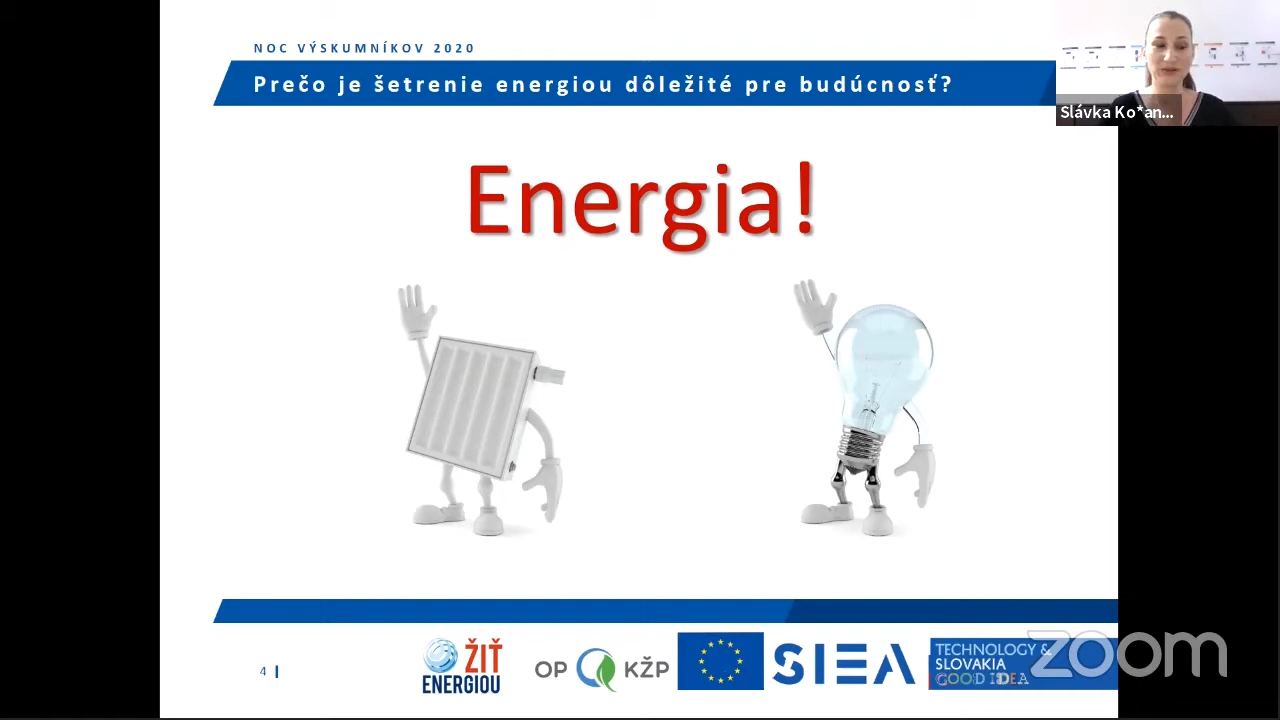 NOC VÝSKUMNÍKOV 2020
Prečo je šetrenie energiou dôležité pre budúcnosť?
Slávka Ko*an...
Energia!
4
ŽIŤ
ENERGIOU
OP KŽP
SIEA
TECHNOLOGY &
SLOVAKIA
GOOD IDEA
zoom